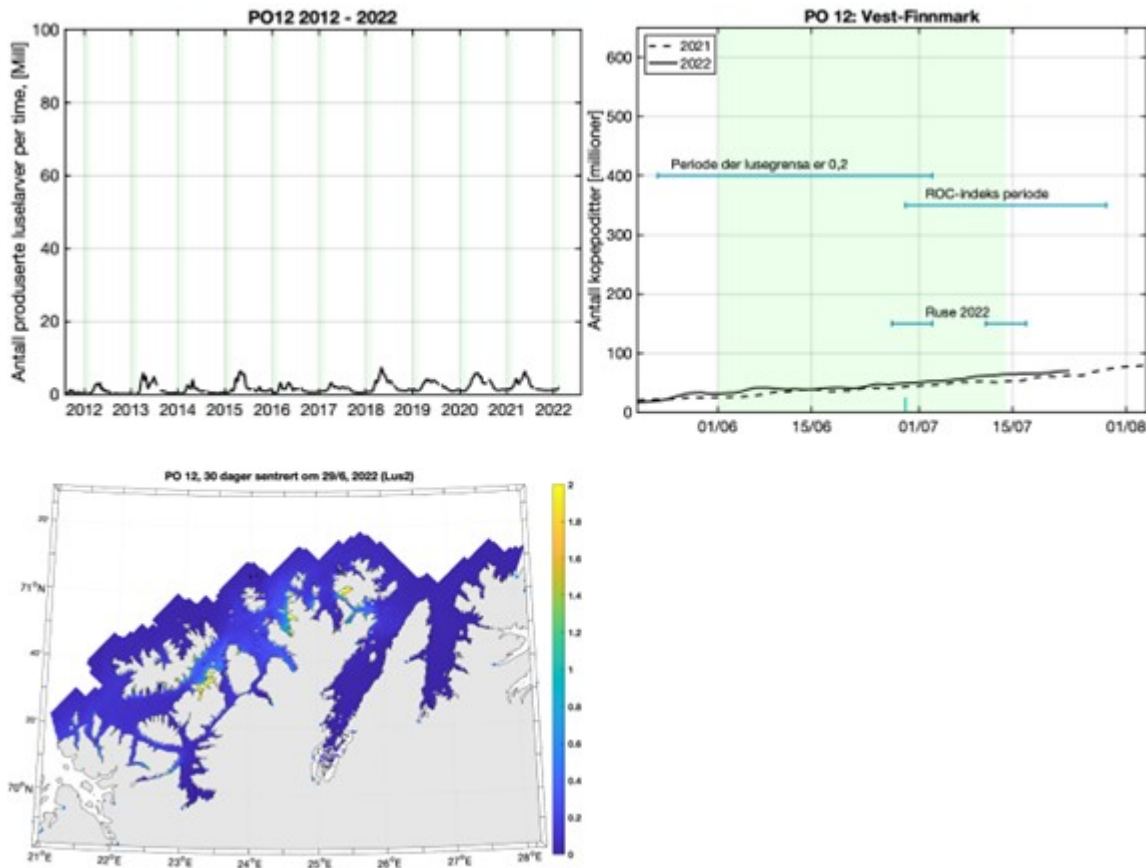 PO12 2012 - 2022
Antall produserte luselarver per time, [Mill]
100
80
60
40
20
0
2012 2013 2014 2015 2016 2017 2018 2019 2020 2021 2022
PO 12: Vest-Finnmark
Antall kopepoditter [millioner]
2021
2022
600
500
400
300
200
100
0
Periode der lusegrensa er 0,2
ROC-indeks periode
Ruse 2022
01/06 15/06 01/07 15/07 01/08
PO 12, 30 dager sentrert om 29/6, 2022 (Lus2)
71°N
70°N
21°E 22°E 23°E 24°E 25°E 26°E 27°E 28°E
2
1.8
1.6
1.4
1.2
1
0.8
0.6
0.4
0.2
0